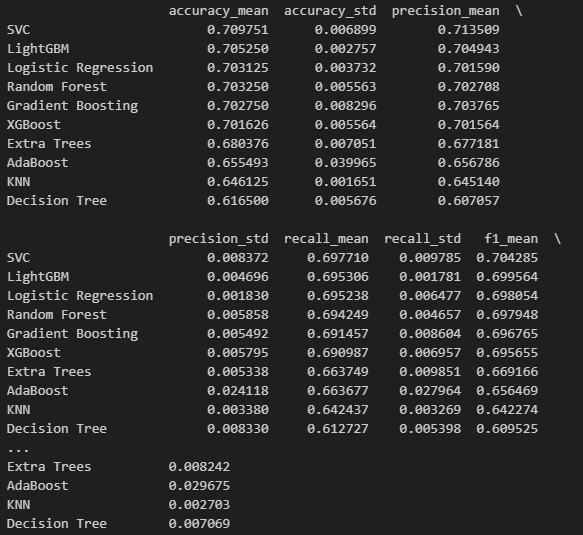 accuracy_mean accuracy_std precision_mean \
SVC 0.709751 0.006899 0.713509
LightGBM 0.705250 0.002757 0.704943
Logistic Regression 0.703125 0.003732 0.701590
Random Forest 0.703250 0.005563 0.702708
Gradient Boosting 0.702750 0.008296 0.703765
XGBoost 0.701626 0.005564 0.701564
Extra Trees 0.680376 0.007051 0.677181
AdaBoost 0.655493 0.039965 0.656786
KNN 0.646125 0.001651 0.645140
Decision Tree 0.616500 0.005676 0.607057
precision_std recall_mean recall_std f1_mean \
SVC 0.008372 0.697710 0.009785 0.704285
LightGBM 0.004696 0.695306 0.001781 0.699564
Logistic Regression 0.001830 0.695238 0.006477 0.698054
Random Forest 0.005858 0.694249 0.004657 0.697948
Gradient Boosting 0.005492 0.691457 0.008604 0.696765
XGBoost 0.005795 0.690987 0.006957 0.695655
Extra Trees 0.005338 0.663749 0.009851 0.669166
AdaBoost 0.024118 0.663677 0.027964 0.656469
KNN 0.003380 0.642437 0.003269 0.642274
Decision Tree 0.008330 0.612727 0.005398 0.609525
...
Extra Trees 0.008242
AdaBoost 0.029675
KNN 0.002703
Decision Tree 0.007069